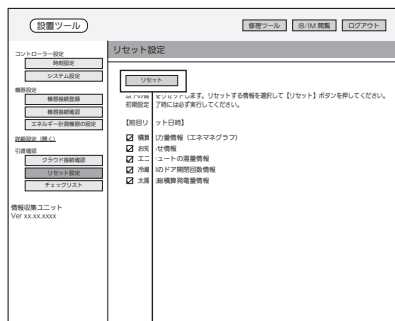 設置ツール
修理ツール
IB/IM 閲覧
ログアウト
コントローラー設定
時刻設定
システム設定
機器設定
機器接続登録
機器接続確認
エネルギー計測機器の設定
詳細設定（開く）
引渡確認
クラウド接続確認
リセット設定
チェックリスト
情報収集ユニット
Ver xx.xx.xxxx
リセット設定
リセット
をリセットします。リセットする情報を選択して【リセット】ボタンを押してください。
初期設定 了時には必ず実行してください。
【前回リ ット日時】
積算 力量情報（エネマネグラフ）
お知 せ情報
エコ ュートの湯量情報
冷蔵 のドア開閉回数情報
太陽 総積算発電量情報